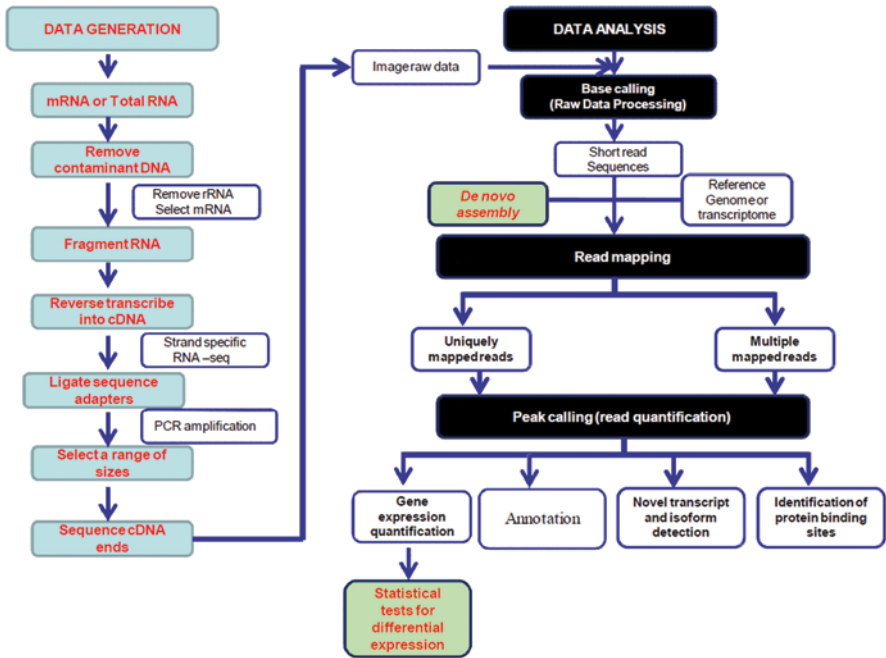 DATA GENERATION
mRNA or Total RNA
Remove
contaminant DNA
Remove rRNA
Select mRNA
Fragment RNA
Reverse transcribe
into cDNA
Strand specific
RNA –seq
Ligate sequence
adapters
PCR amplification
Select a range of
sizes
Sequence cDNA
ends
Image raw data
DATA ANALYSIS
Base calling
(Raw Data Processing)
Short read
Sequences
De novo
assembly
Reference
Genome or
transcriptome
Read mapping
Uniquely
mapped reads
Multiple
mapped reads
Peak calling (read quantification)
Gene
expression
quantification
Annotation
Novel transcript
and isoform
detection
Identification of
protein binding
sites
Statistical
tests for
differential
expression